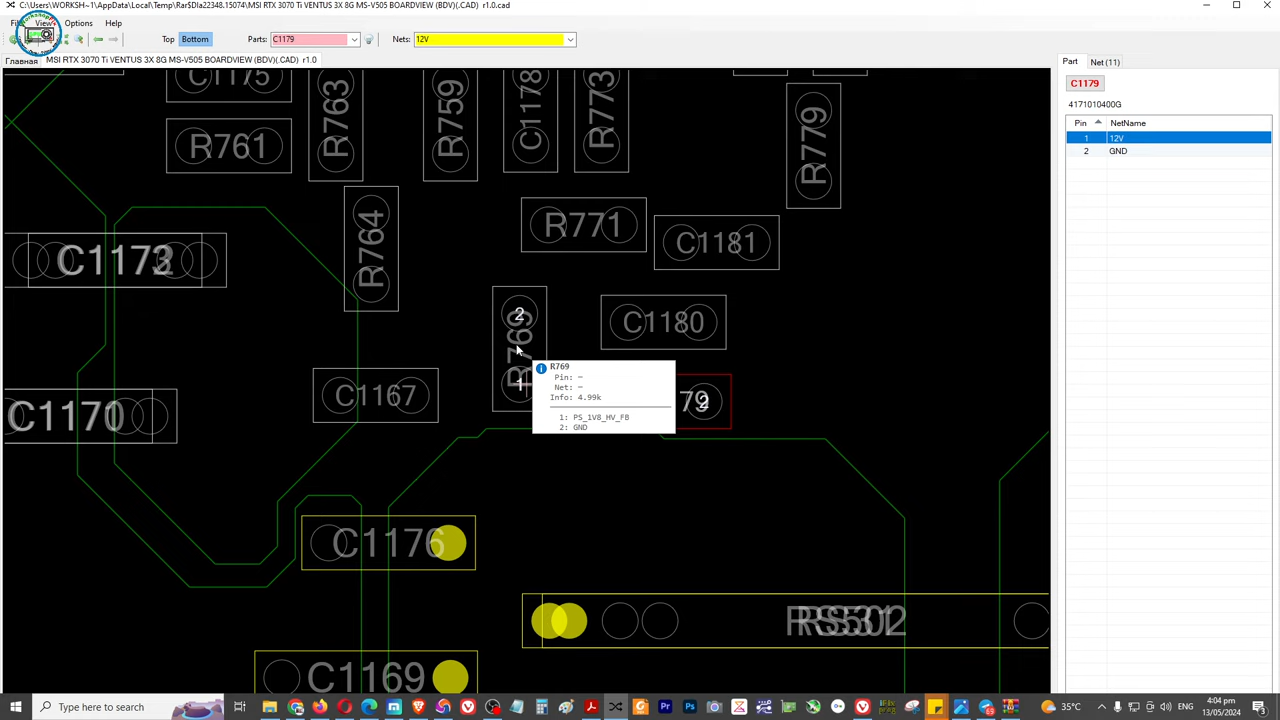 C:\Users\WORKSH~1\AppData\Local\Temp\Rar$DIa22348.15074\MSI RTX 3070 Ti VENTUS 3X 8G MS-V505 BOARDVIEW (BDV)(.CAD)  r1.0.cad
View Options Help
Top Bottom Parts: C1179 Nets: 12V
Главная MSI RTX 3070 Ti VENTUS 3X 8G MS-V505 BOARDVIEW (BDV)(.CAD)  r1.0
Part Net (11)
C1179
4171010400G
Pin NetName
1 12V
2 GND
C1175
R763
R759
C1178
R773
R761
R779
R764
R771
C1181
C1173
2
R769
1
C1180
C1167
79
2
C1170
R769
Pin: —
Net: —
Info: 4.99k
1: PS_1V8_HV_FB
2: GND
C1176
C1169
Type here to search
35°C
ENG
4:04 pm
13/05/2024